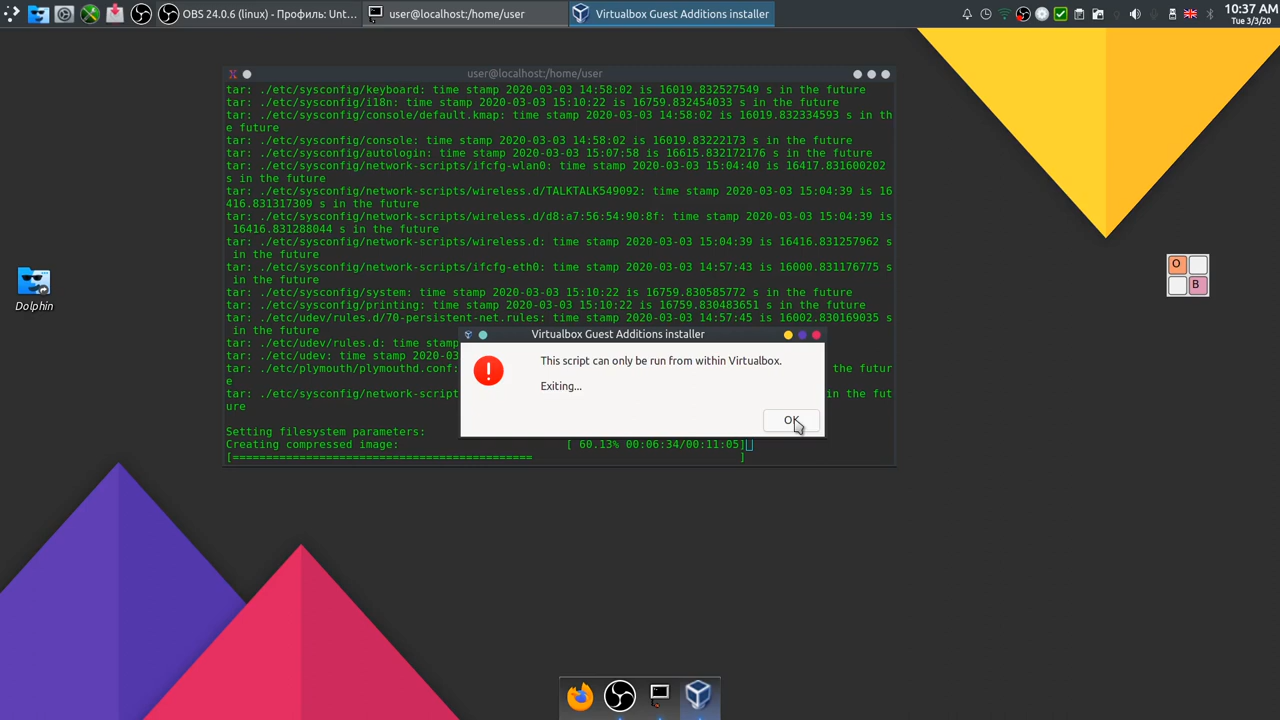 OBS 24.0.6 (linux) - Профиль: Unt...
user@localhost:/home/user
Virtualbox Guest Additions installer
10:37 AM
Tue 3/3/20
user@localhost:/home/user
tar: ./etc/sysconfig/keyboard: time stamp 2020-03-03 14:58:02 is 16019.832527549 s in the future
tar: ./etc/sysconfig/i18n: time stamp 2020-03-03 15:10:22 is 16759.832454033 s in the future
tar: ./etc/sysconfig/console/default.kmap: time stamp 2020-03-03 14:58:02 is 16019.832334593 s in th
e future
tar: ./etc/sysconfig/console: time stamp 2020-03-03 14:58:02 is 16019.83222173 s in the future
tar: ./etc/sysconfig/autologin: time stamp 2020-03-03 15:07:58 is 16615.832172176 s in the future
tar: ./etc/sysconfig/network-scripts/ifcfg-wlan0: time stamp 2020-03-03 15:04:40 is 16417.831600202
s in the future
tar: ./etc/sysconfig/network-scripts/wireless.d/TALKTALK549092: time stamp 2020-03-03 15:04:39 is 16
416.831317309 s in the future
tar: ./etc/sysconfig/network-scripts/wireless.d/d8:a7:56:54:90:8f: time stamp 2020-03-03 15:04:39 is
16416.831288044 s in the future
tar: ./etc/sysconfig/network-scripts/wireless.d: time stamp 2020-03-03 15:04:39 is 16416.831257962 s
in the future
tar: ./etc/sysconfig/network-scripts/ifcfg-eth0: time stamp 2020-03-03 14:57:43 is 16000.831176775 s
in the future
tar: ./etc/sysconfig/system: time stamp 2020-03-03 15:10:22 is 16759.830585772 s in the future
tar: ./etc/sysconfig/printing: time stamp 2020-03-03 15:10:22 is 16759.830483651 s in the future
tar: ./etc/udev/rules.d/70-persistent-net.rules: time stamp 2020-03-03 14:57:45 is 16002.830169035 s
in the future
tar: ./etc/udev/rules.d: time stam
tar: ./etc/udev: time stamp 2020-03
tar: ./etc/plymouth/plymouthd.conf: in the futur
e
tar: ./etc/sysconfig/network-script in the fut
ure
Setting filesystem parameters:
Creating compressed image: [ 60.13% 00:06:34/00:11:05]
[============================================ ]
Virtualbox Guest Additions installer
This script can only be run from within Virtualbox.
Exiting...
OK
Dolphin
O
B